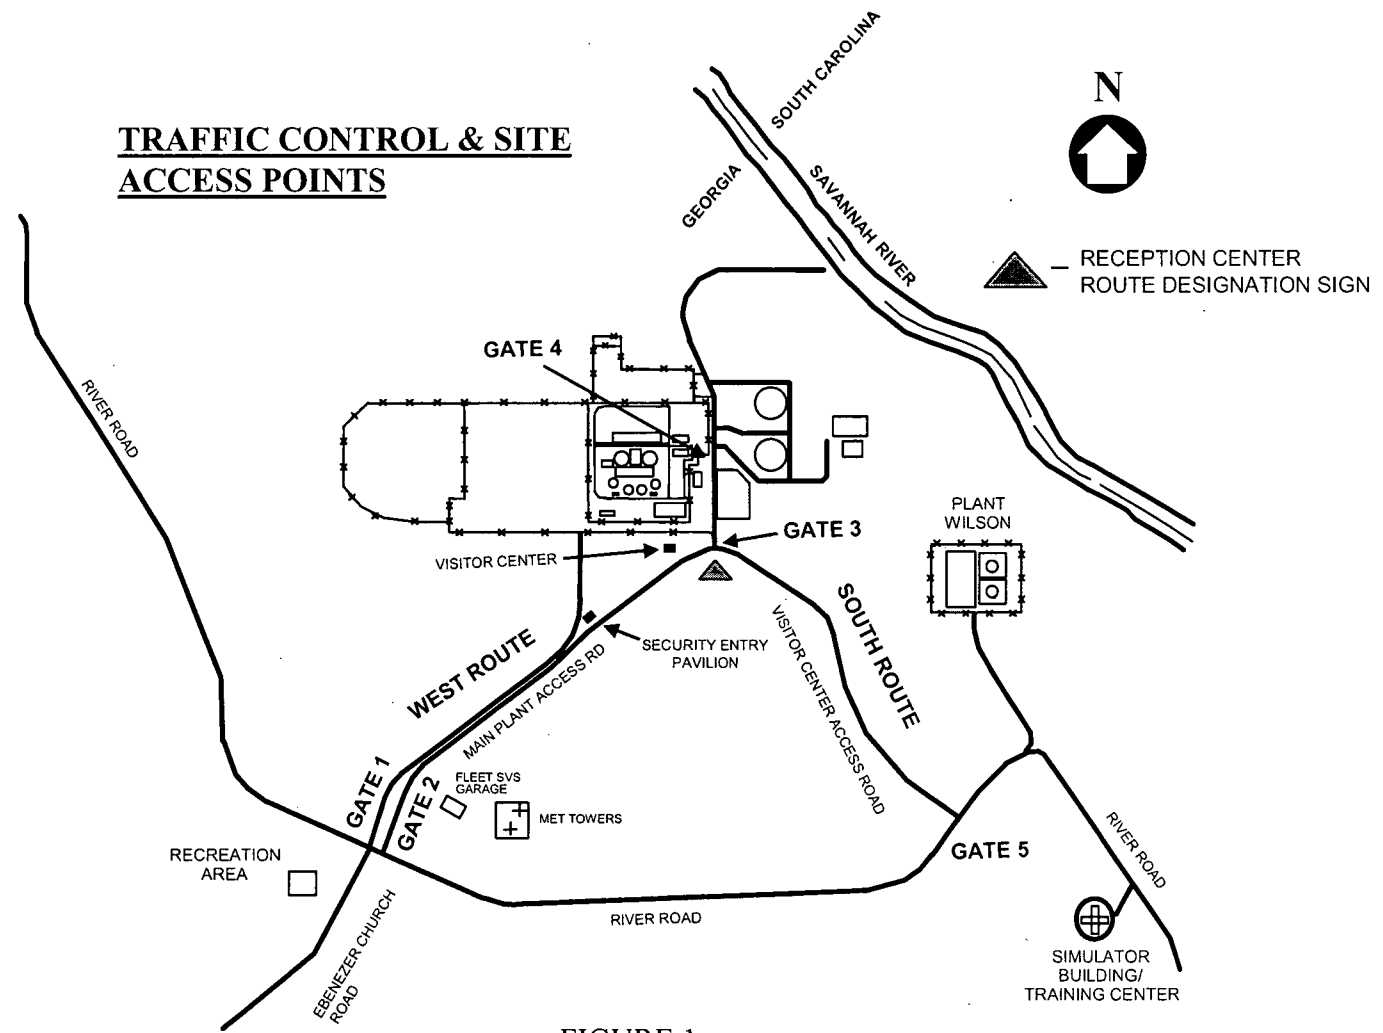 TRAFFIC CONTROL & SITE
ACCESS POINTS
SOUTH CAROLINA
GEORGIA
SAVANNAH RIVER
N
RECEPTION CENTER
ROUTE DESIGNATION SIGN
RIVER ROAD
GATE 4
GATE 3
VISITOR CENTER
PLANT
WILSON
SECURITY ENTRY
PAVILION
WEST ROUTE
MAIN PLANT ACCESS RD
SOUTH ROUTE
VISITOR CENTER ACCESS ROAD
GATE 1
GATE 2
FLEET SVS
GARAGE
MET TOWERS
RECREATION
AREA
GATE 5
RIVER ROAD
RIVER ROAD
EBENEZER CHURCH
ROAD
SIMULATOR
BUILDING/
TRAINING CENTER
FIGURE 1